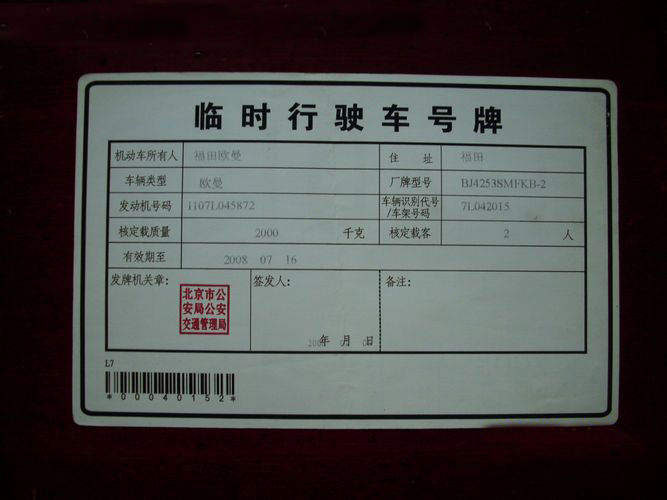 临时行驶车号牌
机动车所有人 福田欧曼 住址 福田
车辆类型 欧曼 厂牌型号 BJ4253SMFKB-2
发动机号码 1107L045872 车辆识别代号/车架号码 7L042015
核定载质量 2000 千克 核定载客 2 人
有效期至 2008 07 16
发牌机关章: 签发人: 备注:
北京市公
安局公安
交通管理局
年 月 日
L7
*00040152*